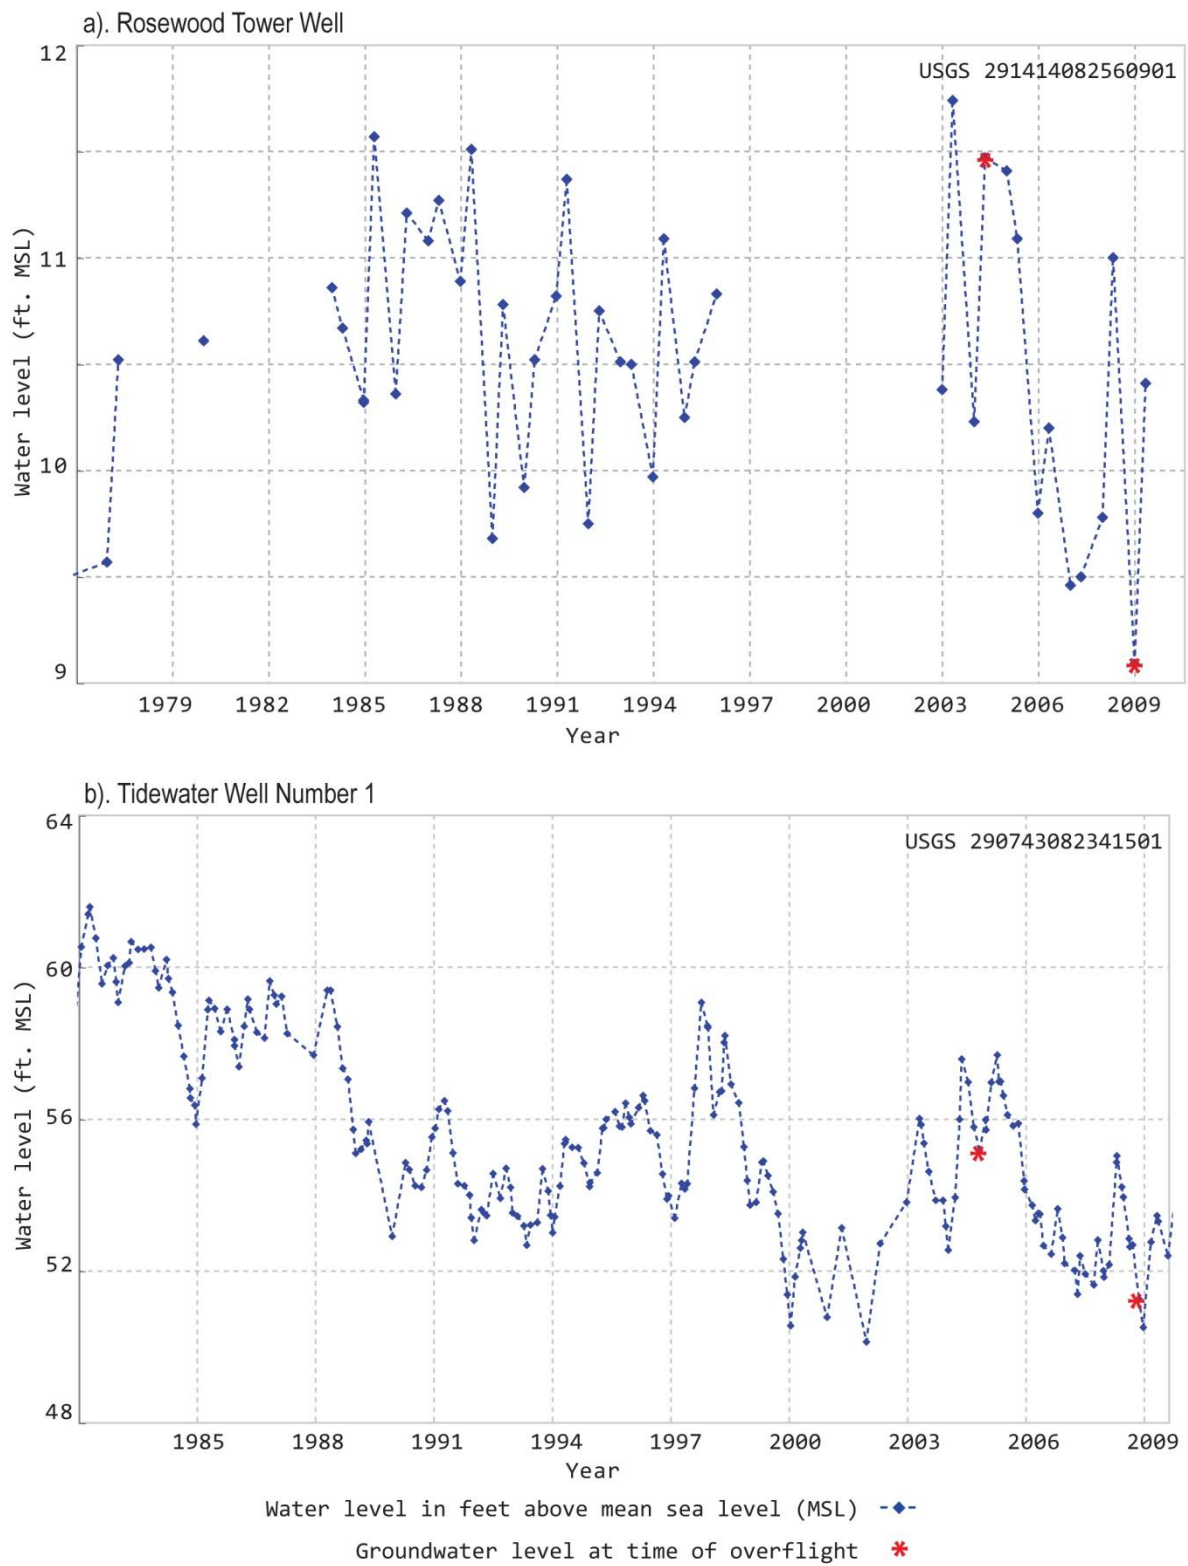 a). Rosewood Tower Well
12
USGS 291414082560901
11
10
9
Water level (ft. MSL)
1979 1982 1985 1988 1991 1994 1997 2000 2003 2006 2009
Year
b). Tidewater Well Number 1
64
USGS 290743082341501
60
56
52
48
Water level (ft. MSL)
1985 1988 1991 1994 1997 2000 2003 2006 2009
Year
Water level in feet above mean sea level (MSL)
Groundwater level at time of overflight